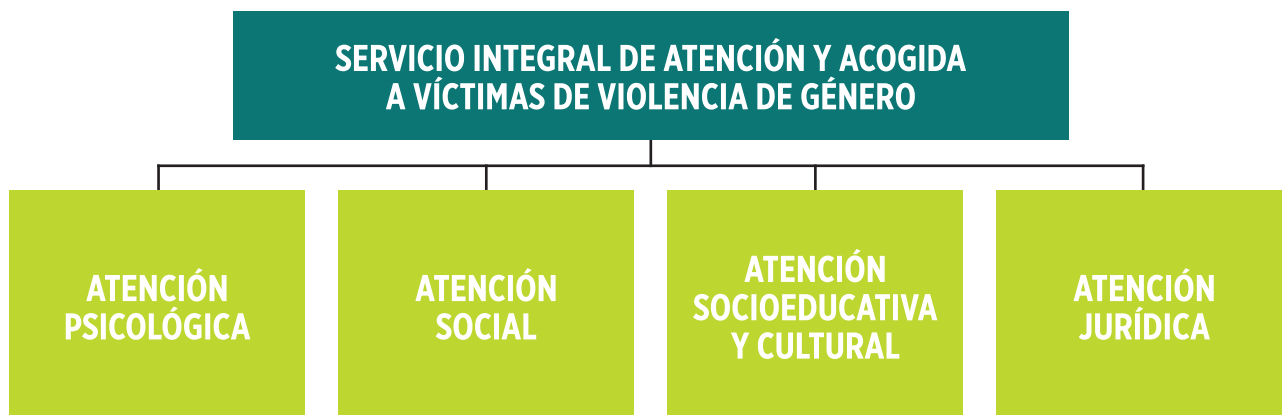 SERVICIO INTEGRAL DE ATENCIÓN Y ACOGIDA
A VÍCTIMAS DE VIOLENCIA DE GÉNERO
ATENCIÓN
PSICOLÓGICA
ATENCIÓN
SOCIAL
ATENCIÓN
SOCIOEDUCATIVA
Y CULTURAL
ATENCIÓN
JURÍDICA